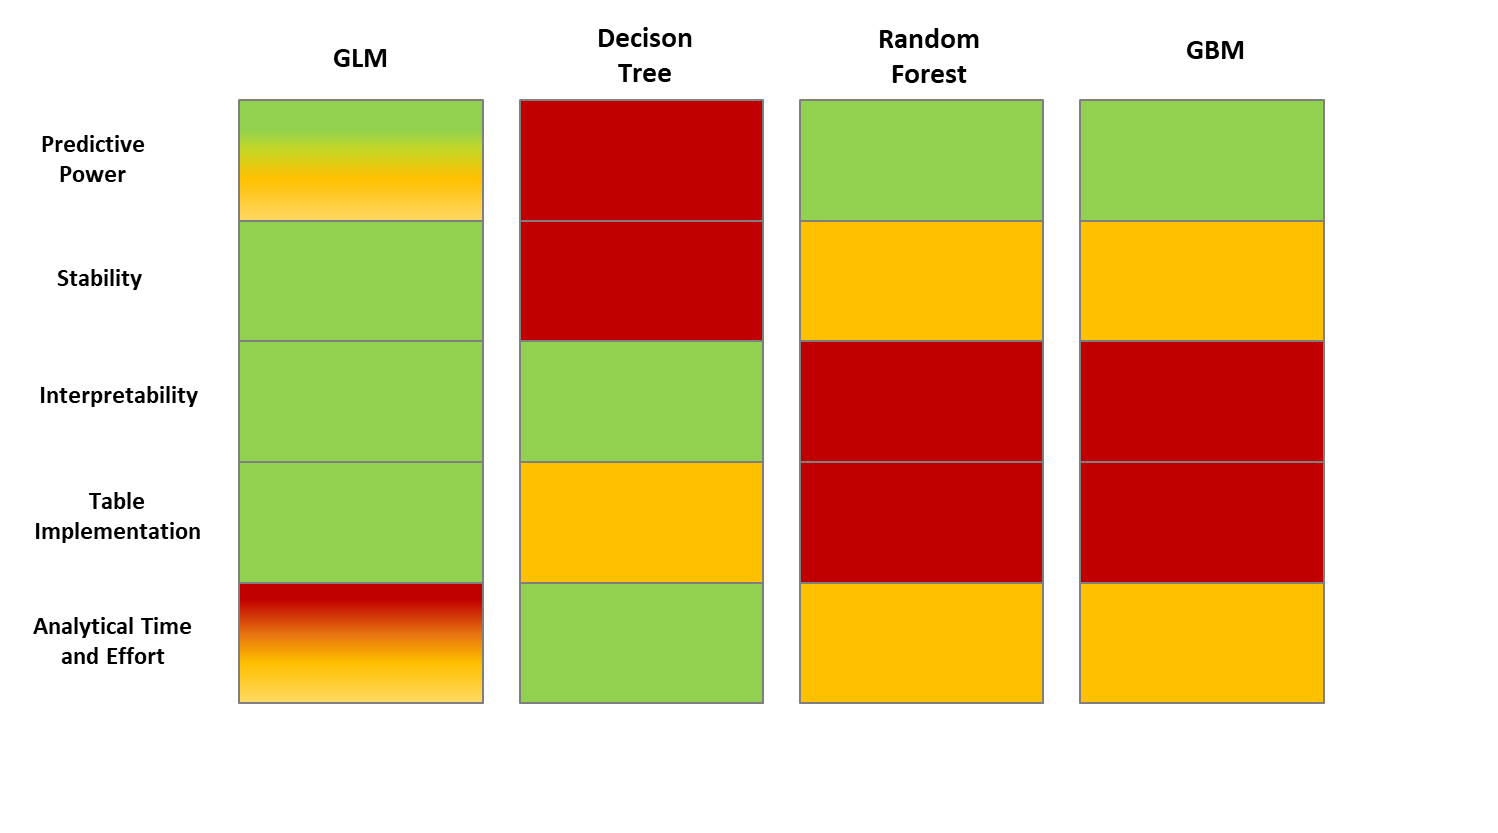 GLM
Decison
Tree
Random
Forest
GBM
Predictive
Power
Stability
Interpretability
Table
Implementation
Analytical Time
and Effort